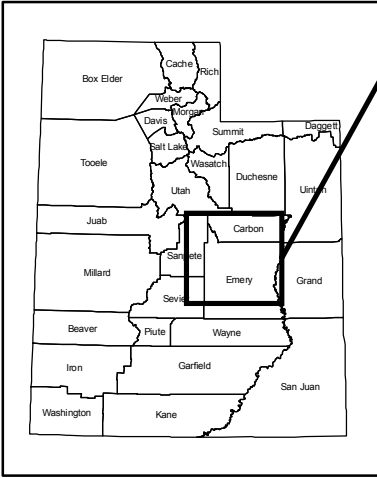 Cache
Rich
Box Elder
Weber
Morgan
Davis
Summit
Daggett
Salt Lake
Tooele
Wasatch
Duchesne
Uintah
Utah
Juab
Carbon
Sanpete
Millard
Emery
Grand
Sevier
Beaver
Piute
Wayne
Iron
Garfield
San Juan
Washington
Kane